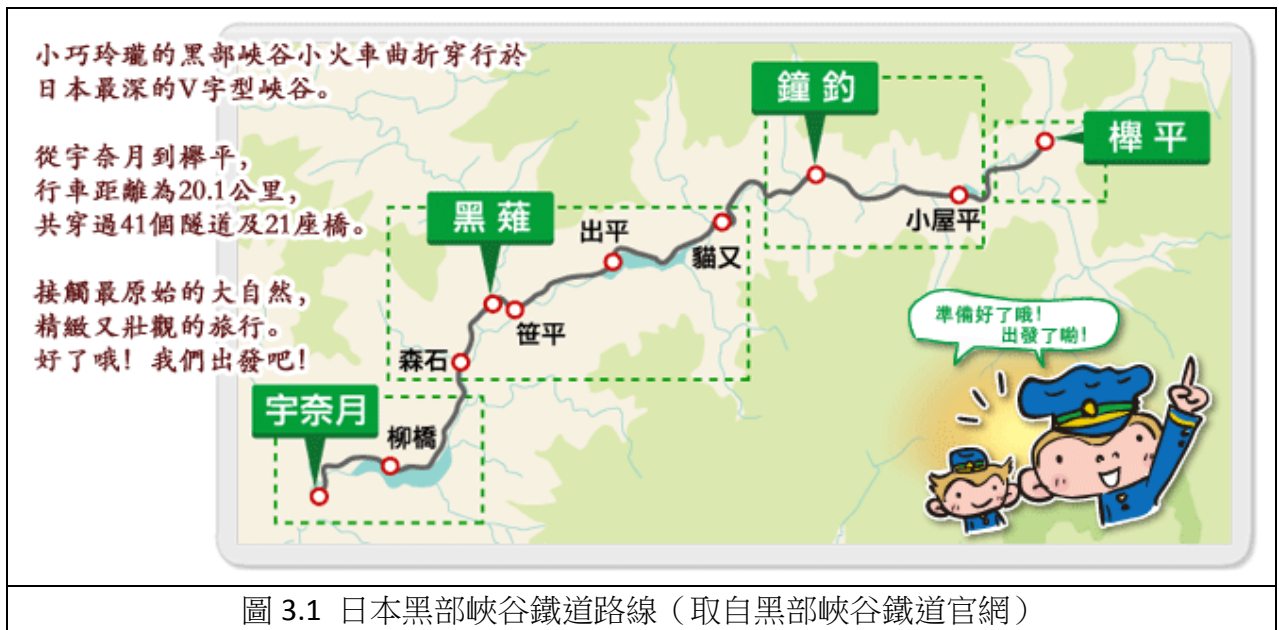 小巧玲瓏的黑部峽谷小火車曲折穿行於
日本最深的V字型峽谷。
從宇奈月到欅平，
行車距離為20.1公里，
共穿過41個隧道及21座橋。
接觸最原始的大自然，
精緻又壯觀的旅行。
好了哦！我們出發吧！
鐘釣
欅平
黑薙
出平
貓又
小屋平
笹平
森石
宇奈月
柳橋
準備好了哦！
出發了喲！
圖 3.1 日本黑部峽谷鐵道路線（取自黑部峽谷鐵道官網）